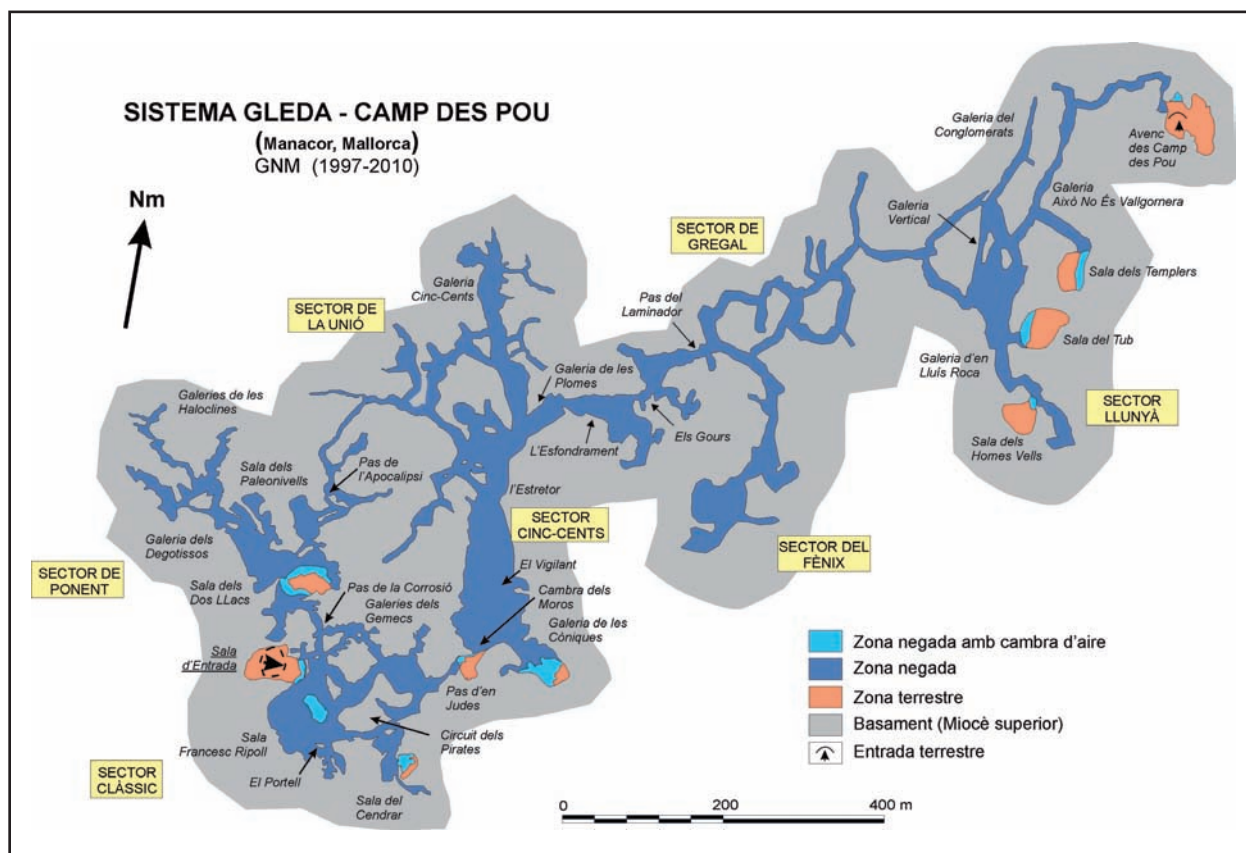 SISTEMA GLEDA - CAMP DES POU
(Manacor, Mallorca)
GNM (1997-2010)
Nm
Galeria del
Conglomerats
Avenc
des Camp
des Pou
Galeria
Això No És Vallgornera
Galeria
Vertical
SECTOR DE
GREGAL
Sala dels Templers
Galeria
Cinc-Cents
SECTOR DE
LA UNIÓ
Pas del
Laminador
Sala del Tub
Galeria d'en
Lluís Roca
Galeria de les
Plomes
SECTOR
LLUNYÀ
Galeries de les
Haloclines
Els Gours
L'Esfondrament
Sala dels
Homes Vells
Sala dels
Paleonivells
Pas de
l'Apocalipsi
l'Estretor
SECTOR
CINC-CENTS
Galeria dels
Degotissos
SECTOR DEL
FÈNIX
SECTOR DE
PONENT
El Vigilant
Sala dels
Dos LLacs
Pas de la Corrosió
Galeries dels
Gemecs
Cambra dels
Moros
Galeria de les
Còniques
Sala
d'Entrada
Pas d'en
Judes
Sala
Francesc Ripoll
Circuit dels
Pirates
SECTOR
CLÀSSIC
El Portell
Sala del
Cendrar
Zona negada amb cambra d'aire
Zona negada
Zona terrestre
Basament (Miocè superior)
Entrada terrestre
0 200 400 m